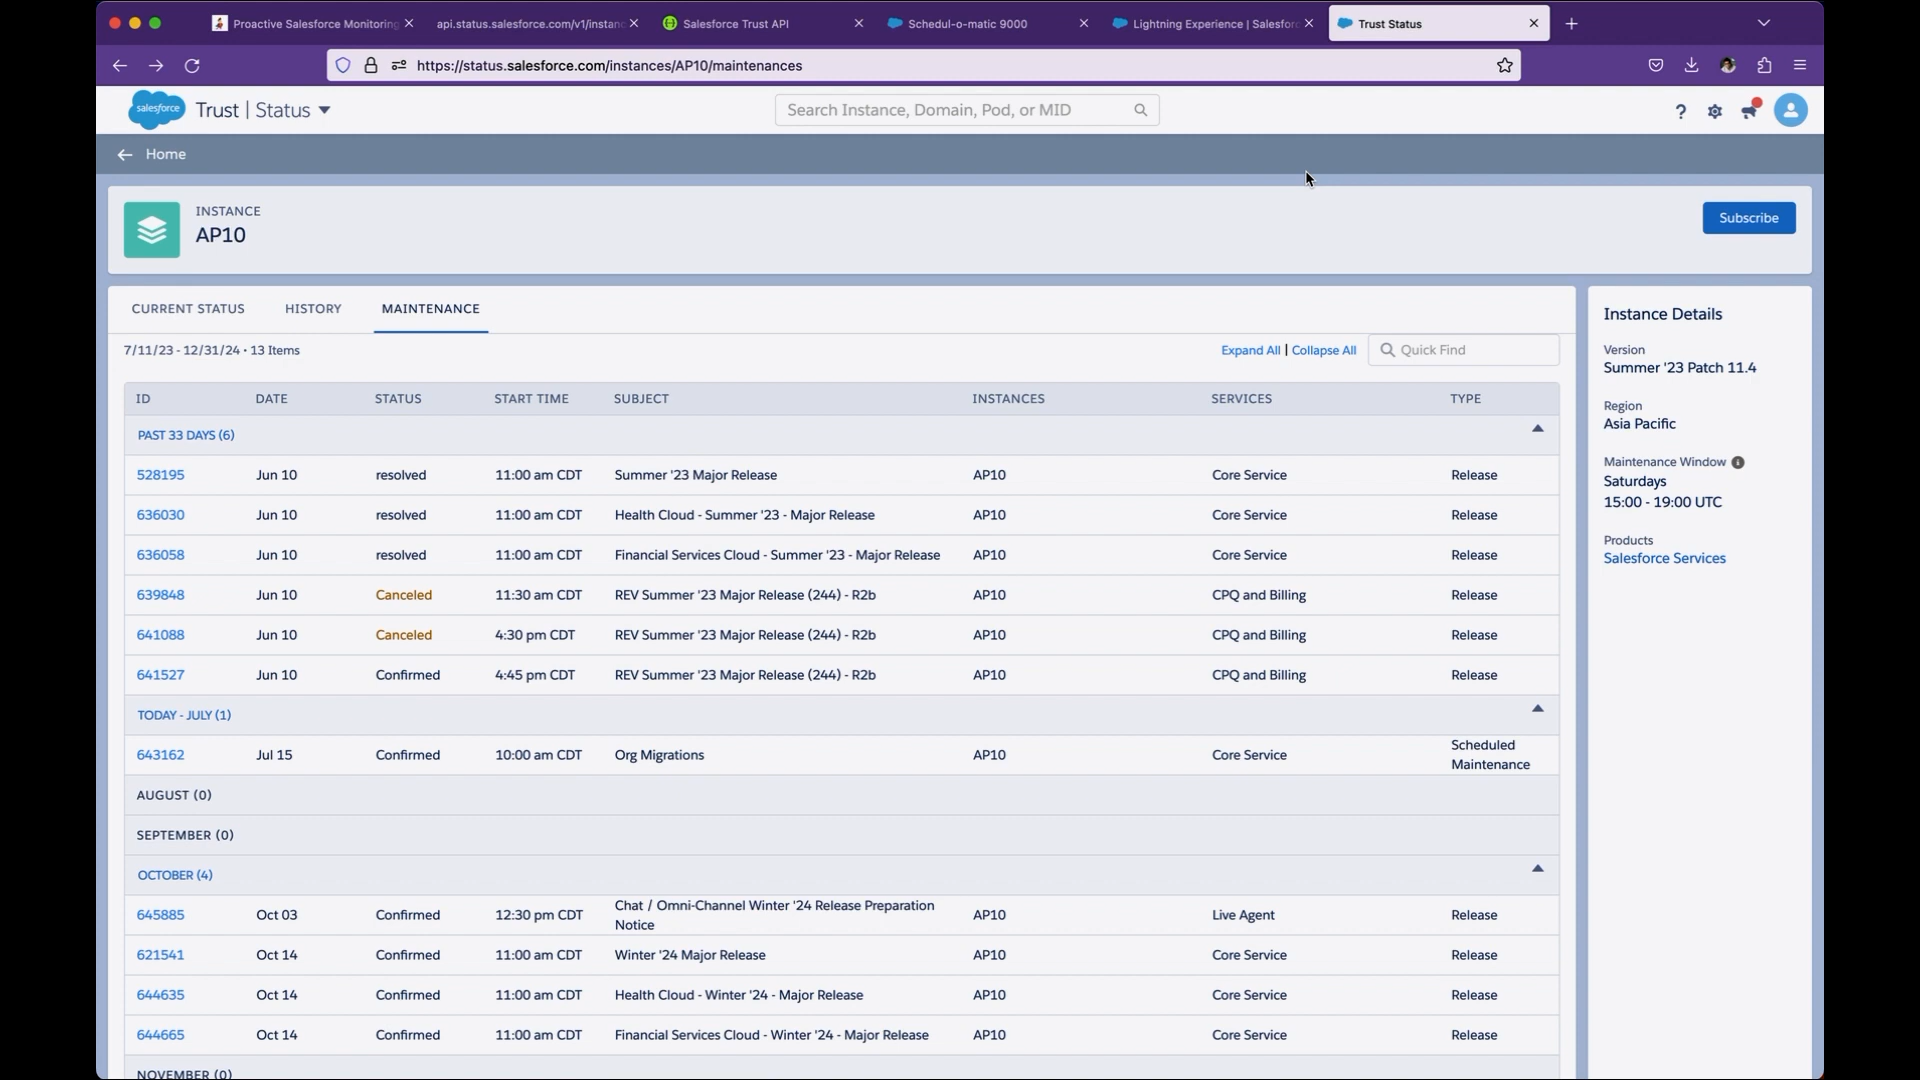 Proactive Salesforce Monitoring
api.status.salesforce.com/v1/instanc
Salesforce Trust API
Schedul-o-matic 9000
Lightning Experience | Salesforc
Trust Status
https://status.salesforce.com/instances/AP10/maintenances
salesforce
Trust | Status
Search Instance, Domain, Pod, or MID
Home
INSTANCE
AP10
Subscribe
CURRENT STATUS HISTORY MAINTENANCE
7/11/23 - 12/31/24 • 13 Items
Expand All | Collapse All
Quick Find
ID DATE STATUS START TIME SUBJECT INSTANCES SERVICES TYPE
PAST 33 DAYS (6)
528195 Jun 10 resolved 11:00 am CDT Summer '23 Major Release AP10 Core Service Release
636030 Jun 10 resolved 11:00 am CDT Health Cloud - Summer '23 - Major Release AP10 Core Service Release
636058 Jun 10 resolved 11:00 am CDT Financial Services Cloud - Summer '23 - Major Release AP10 Core Service Release
639848 Jun 10 Canceled 11:30 am CDT REV Summer '23 Major Release (244) - R2b AP10 CPQ and Billing Release
641088 Jun 10 Canceled 4:30 pm CDT REV Summer '23 Major Release (244) - R2b AP10 CPQ and Billing Release
641527 Jun 10 Confirmed 4:45 pm CDT REV Summer '23 Major Release (244) - R2b AP10 CPQ and Billing Release
TODAY - JULY (1)
643162 Jul 15 Confirmed 10:00 am CDT Org Migrations AP10 Core Service Scheduled
Maintenance
AUGUST (0)
SEPTEMBER (0)
OCTOBER (4)
645885 Oct 03 Confirmed 12:30 pm CDT Chat / Omni-Channel Winter '24 Release Preparation
Notice AP10 Live Agent Release
621541 Oct 14 Confirmed 11:00 am CDT Winter '24 Major Release AP10 Core Service Release
644635 Oct 14 Confirmed 11:00 am CDT Health Cloud - Winter '24 - Major Release AP10 Core Service Release
644665 Oct 14 Confirmed 11:00 am CDT Financial Services Cloud - Winter '24 - Major Release AP10 Core Service Release
NOVEMBER (0)
Instance Details
Version
Summer '23 Patch 11.4
Region
Asia Pacific
Maintenance Window
Saturdays
15:00 - 19:00 UTC
Products
Salesforce Services